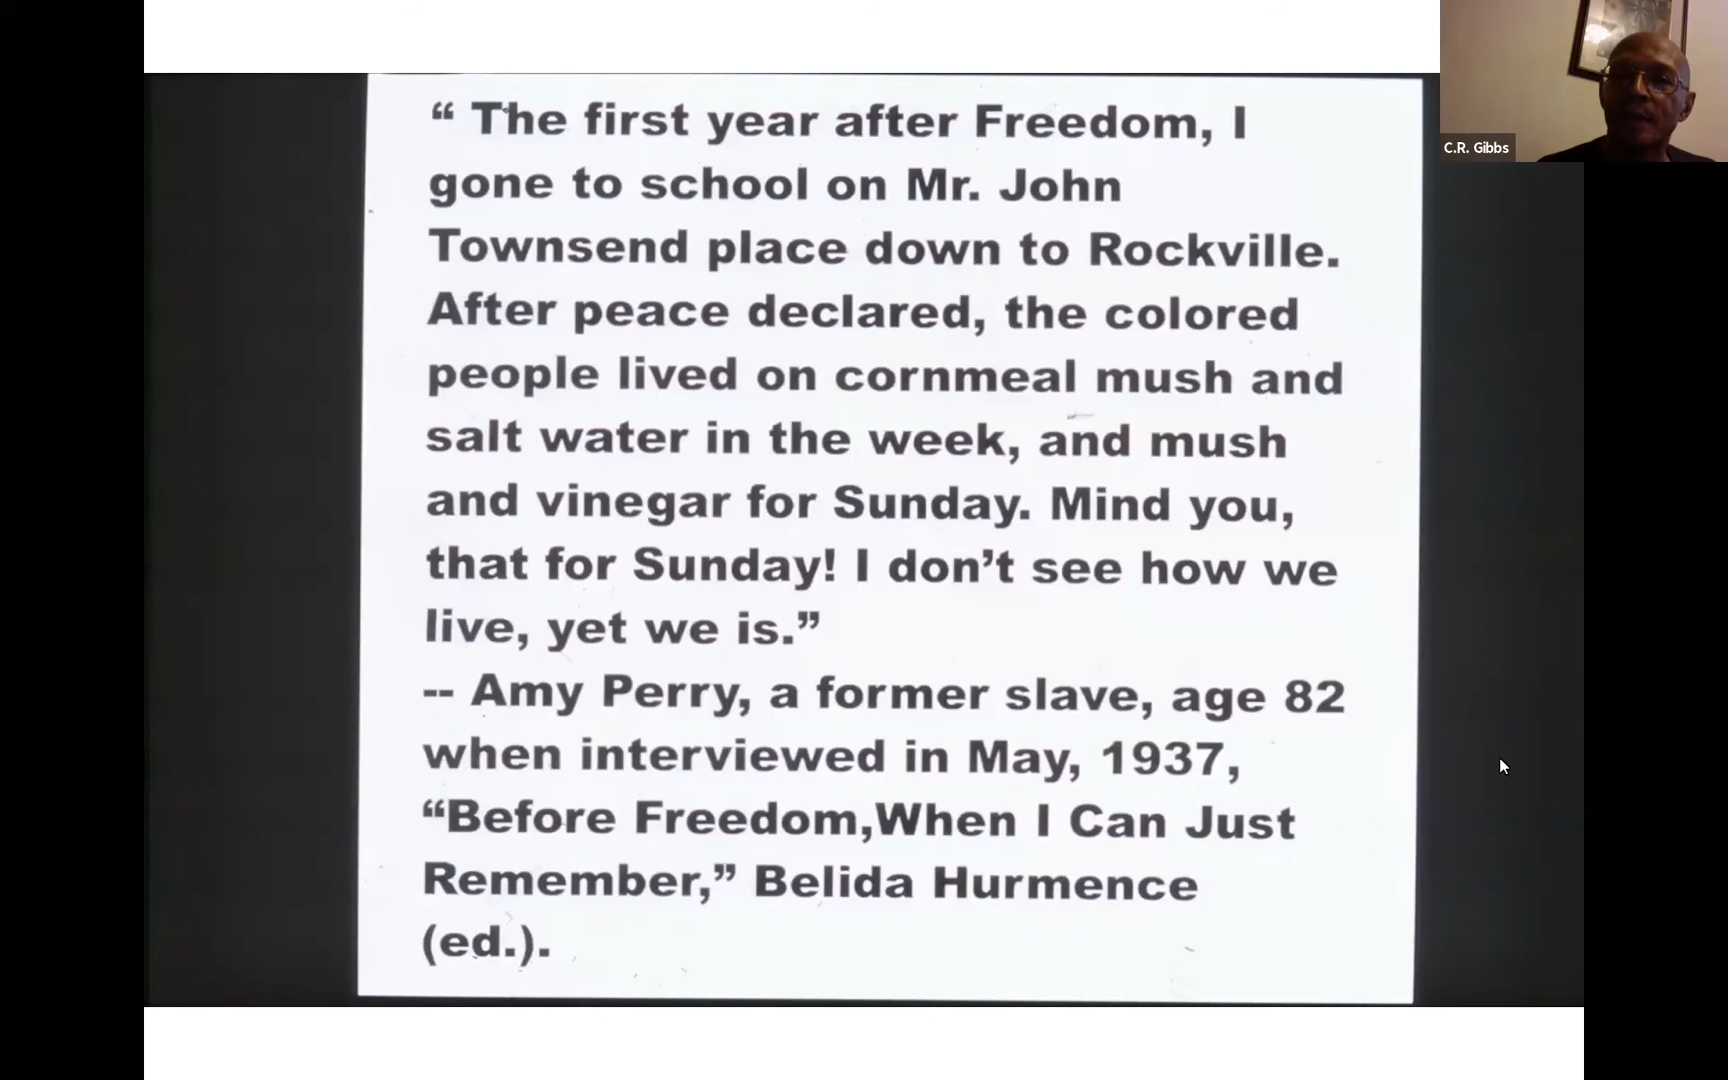 “ The first year after Freedom, I
gone to school on Mr. John
Townsend place down to Rockville.
After peace declared, the colored
people lived on cornmeal mush and
salt water in the week, and mush
and vinegar for Sunday. Mind you,
that for Sunday! I don’t see how we
live, yet we is.”
-- Amy Perry, a former slave, age 82
when interviewed in May, 1937,
“Before Freedom,When I Can Just
Remember,” Belida Hurmence
(ed.).
C.R. Gibbs